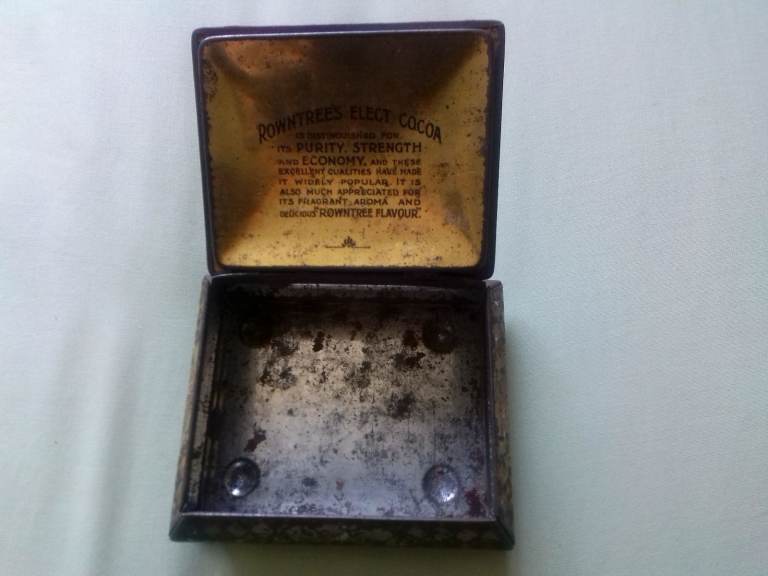 ROWNTREE'S ELECT COCOA
IS DISTINGUISHED FOR
ITS PURITY, STRENGTH
AND ECONOMY, AND THESE
EXCELLENT QUALITIES HAVE MADE
IT WIDELY POPULAR. IT IS
ALSO MUCH APPRECIATED FOR
ITS FRAGRANT AROMA AND
DELICIOUS "ROWNTREE FLAVOUR."